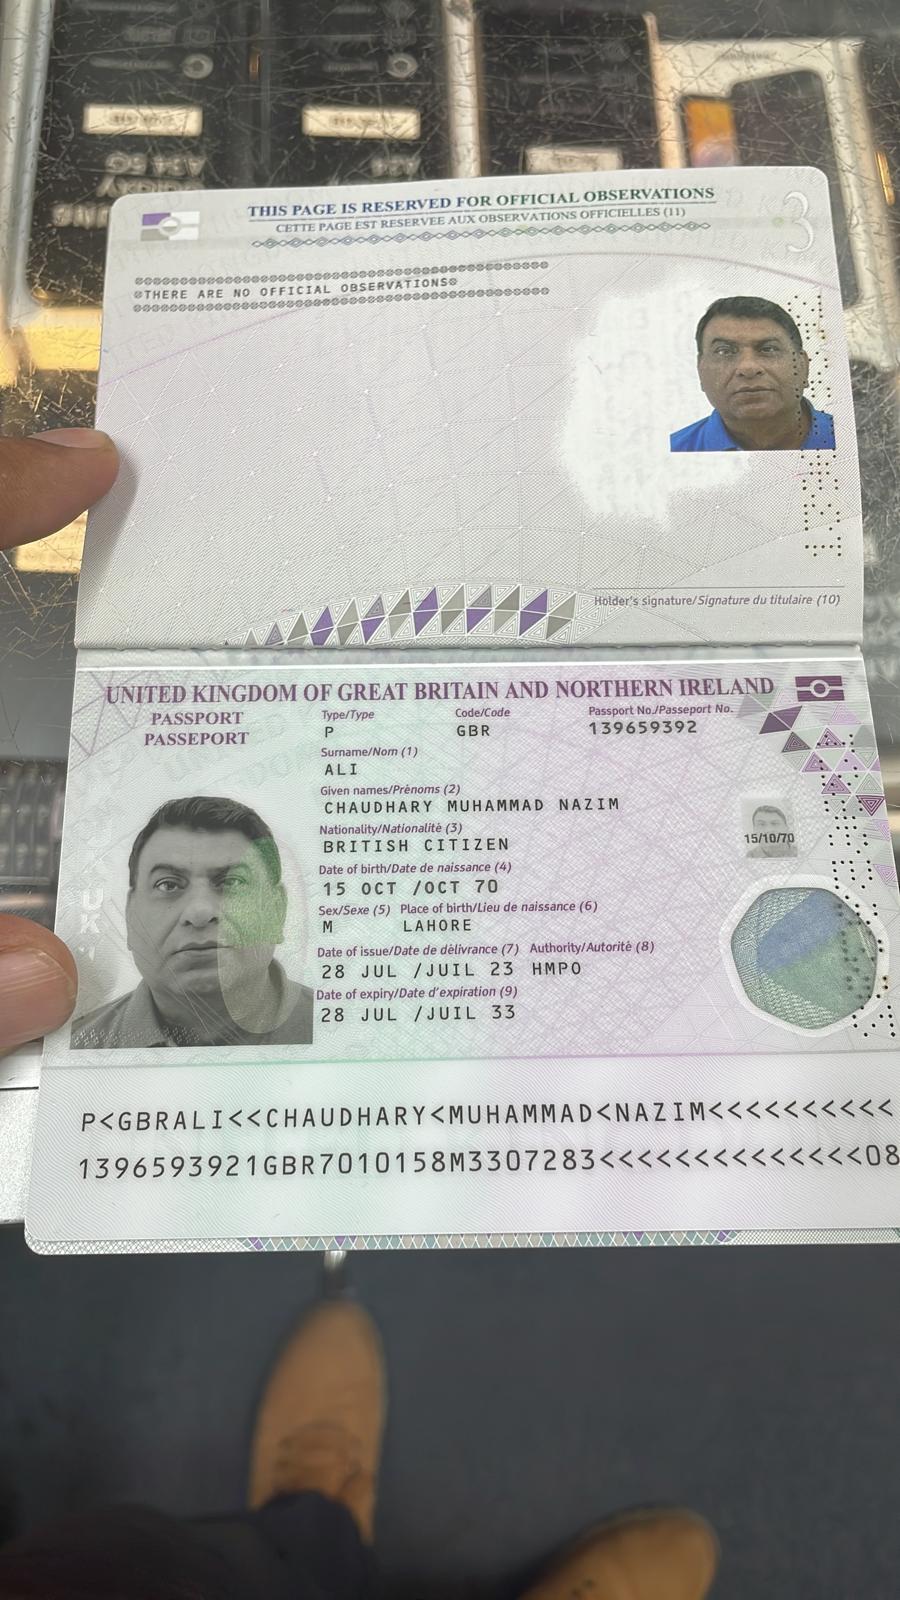 THIS PAGE IS RESERVED FOR OFFICIAL OBSERVATIONS
CETTE PAGE EST RESERVEE AUX OBSERVATIONS OFFICIELLES (11)
3
THERE ARE NO OFFICIAL OBSERVATIONS
Holder's signature/Signature du titulaire (10)
UNITED KINGDOM OF GREAT BRITAIN AND NORTHERN IRELAND
PASSPORT
PASSEPORT
Type/Type Code/Code Passport No./Passeport No.
P GBR 139659392
Surname/Nom (1)
ALI
Given names/Prénoms (2)
CHAUDHARY MUHAMMAD NAZIM
Nationality/Nationalité (3)
BRITISH CITIZEN
Date of birth/Date de naissance (4)
15 OCT /OCT 70
15/10/70
Sex/Sexe (5) Place of birth/Lieu de naissance (6)
M LAHORE
Date of issue/Date de délivrance (7) Authority/Autorité (8)
28 JUL /JUIL 23 HMPO
Date of expiry/Date d'expiration (9)
28 JUL /JUIL 33
UK
P<GBRALI<<CHAUDHARY<MUHAMMAD<NAZIM<<<<<<<<<<
1396593921GBR7010158M3307283<<<<<<<<<<<<<<08